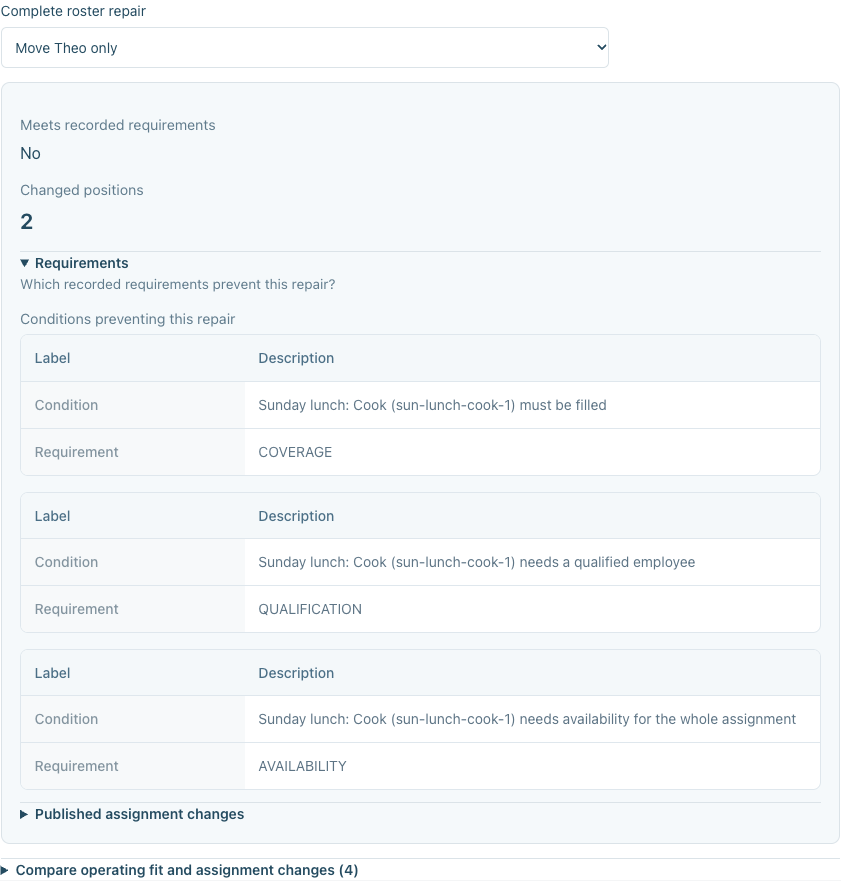 Complete roster repair
Move Theo only
Meets recorded requirements
No
Changed positions
2
Requirements
Which recorded requirements prevent this repair?
Conditions preventing this repair
Label Description
Condition Sunday lunch: Cook (sun-lunch-cook-1) must be filled
Requirement COVERAGE
Label Description
Condition Sunday lunch: Cook (sun-lunch-cook-1) needs a qualified employee
Requirement QUALIFICATION
Label Description
Condition Sunday lunch: Cook (sun-lunch-cook-1) needs availability for the whole assignment
Requirement AVAILABILITY
Published assignment changes
Compare operating fit and assignment changes (4)